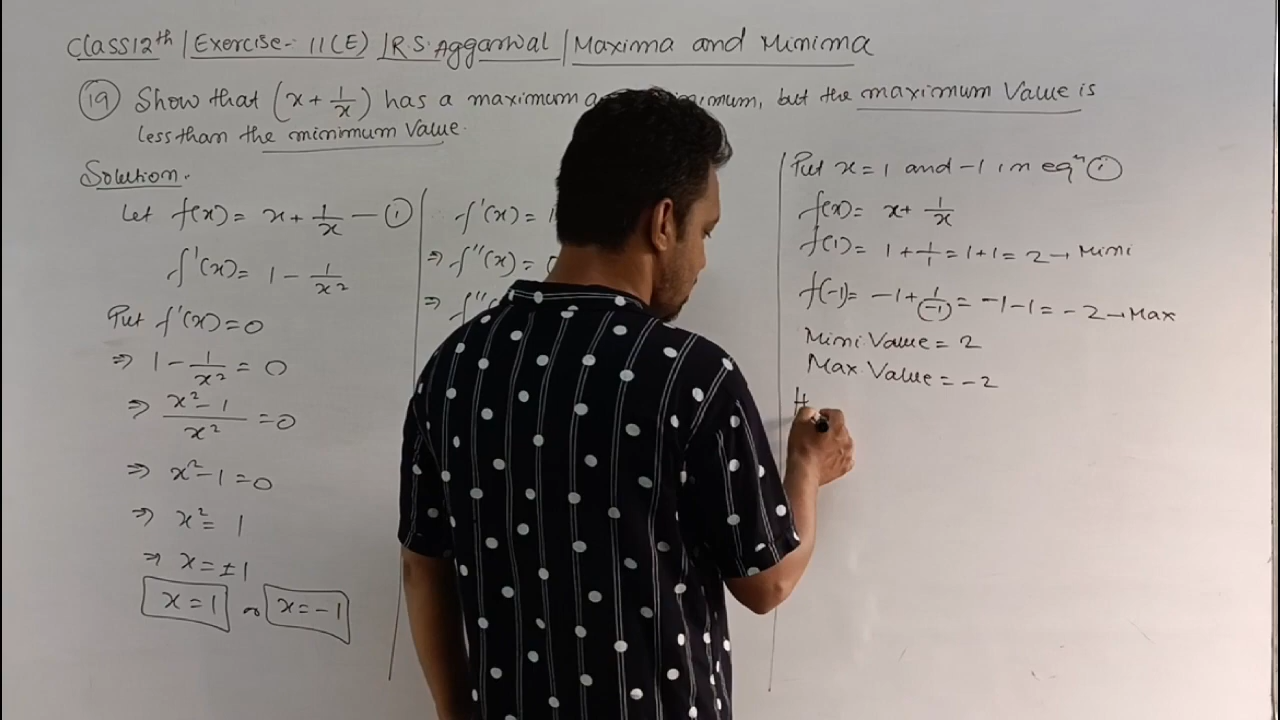 Class 12th | Exercise- 11(E) | R.S. Aggarwal | Maxima and Minima
(19) Show that (x + 1/x) has a maximum, but the maximum Value is
less than the minimum Value.
Solution.
Let f(x) = x + 1/x — (i)
f'(x) = 1 - 1/x²
Put f'(x) = 0
⇒ 1 - 1/x² = 0
⇒ x² - 1 / x² = 0
⇒ x² - 1 = 0
⇒ x² = 1
⇒ x = ±1
x = 1 or x = -1
f'(x) = 1
⇒ f''(x) =
⇒ f''(
Put x = 1 and -1 in eqⁿ (i)
f(x) = x + 1/x
f(1) = 1 + 1/1 = 1 + 1 = 2 → Mini
f(-1) = -1 + 1/(-1) = -1 - 1 = -2 → Max
Mini Value = 2
Max. Value = -2
H